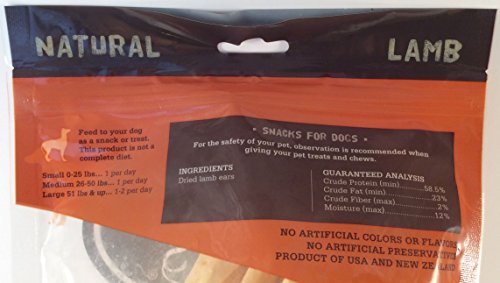 NATURAL LAMB
Feed to your dog
as a snack or treat.
This product is not a
complete diet.
Small 0-25 lbs... 1 per day
Medium 26-50 lbs... 1 per day
Large 51 lbs & up... 1-2 per day
- SNACKS FOR DOGS -
For the safety of your pet, observation is recommended when
giving your pet treats and chews.
INGREDIENTS
Dried lamb ears
GUARANTEED ANALYSIS
Crude Protein (min)..........58.5%
Crude Fat (min)..........23%
Crude Fiber (max)..........2%
Moisture (max)..........12%
NO ARTIFICIAL COLORS OR FLAVORS
NO ARTIFICIAL PRESERVATIVES
PRODUCT OF USA AND NEW ZEALAND